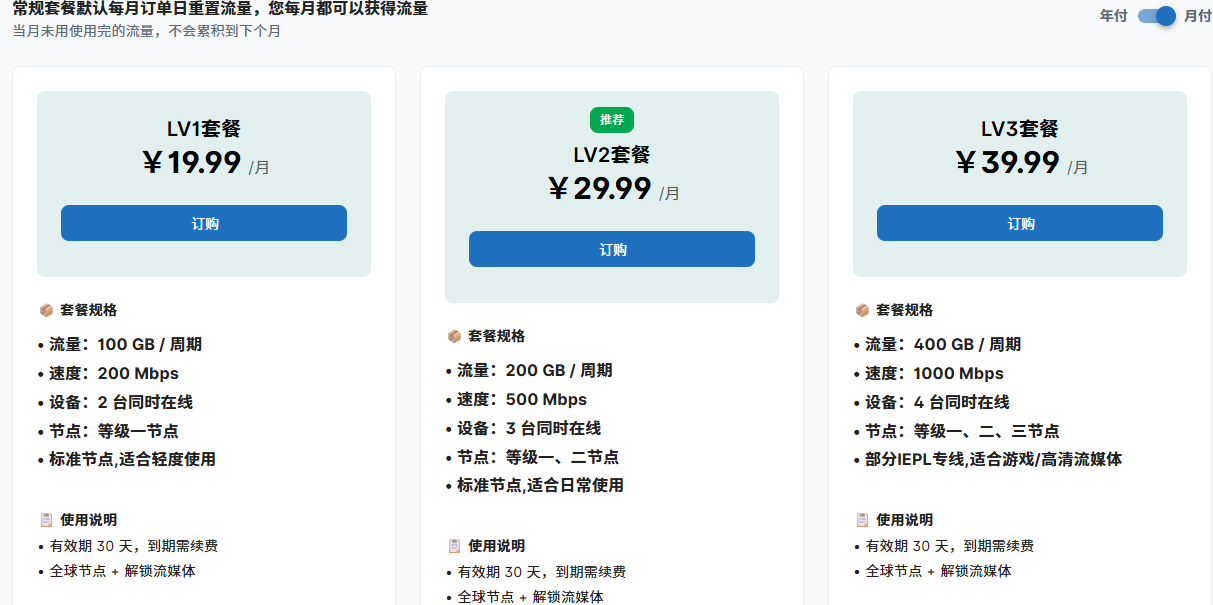 常规套餐默认每月订单日重置流量，您每月都可以获得流量
当月未用使用完的流量，不会累积到下个月
年付 月付
LV1套餐
￥19.99 /月
订购
套餐规格
• 流量：100 GB / 周期
• 速度：200 Mbps
• 设备：2 台同时在线
• 节点：等级一节点
• 标准节点,适合轻度使用
使用说明
• 有效期 30 天，到期需续费
• 全球节点 + 解锁流媒体
推荐
LV2套餐
￥29.99 /月
订购
套餐规格
• 流量：200 GB / 周期
• 速度：500 Mbps
• 设备：3 台同时在线
• 节点：等级一、二节点
• 标准节点,适合日常使用
使用说明
• 有效期 30 天，到期需续费
• 全球节点 + 解锁流媒体
LV3套餐
￥39.99 /月
订购
套餐规格
• 流量：400 GB / 周期
• 速度：1000 Mbps
• 设备：4 台同时在线
• 节点：等级一、二、三节点
• 部分IEPL专线,适合游戏/高清流媒体
使用说明
• 有效期 30 天，到期需续费
• 全球节点 + 解锁流媒体